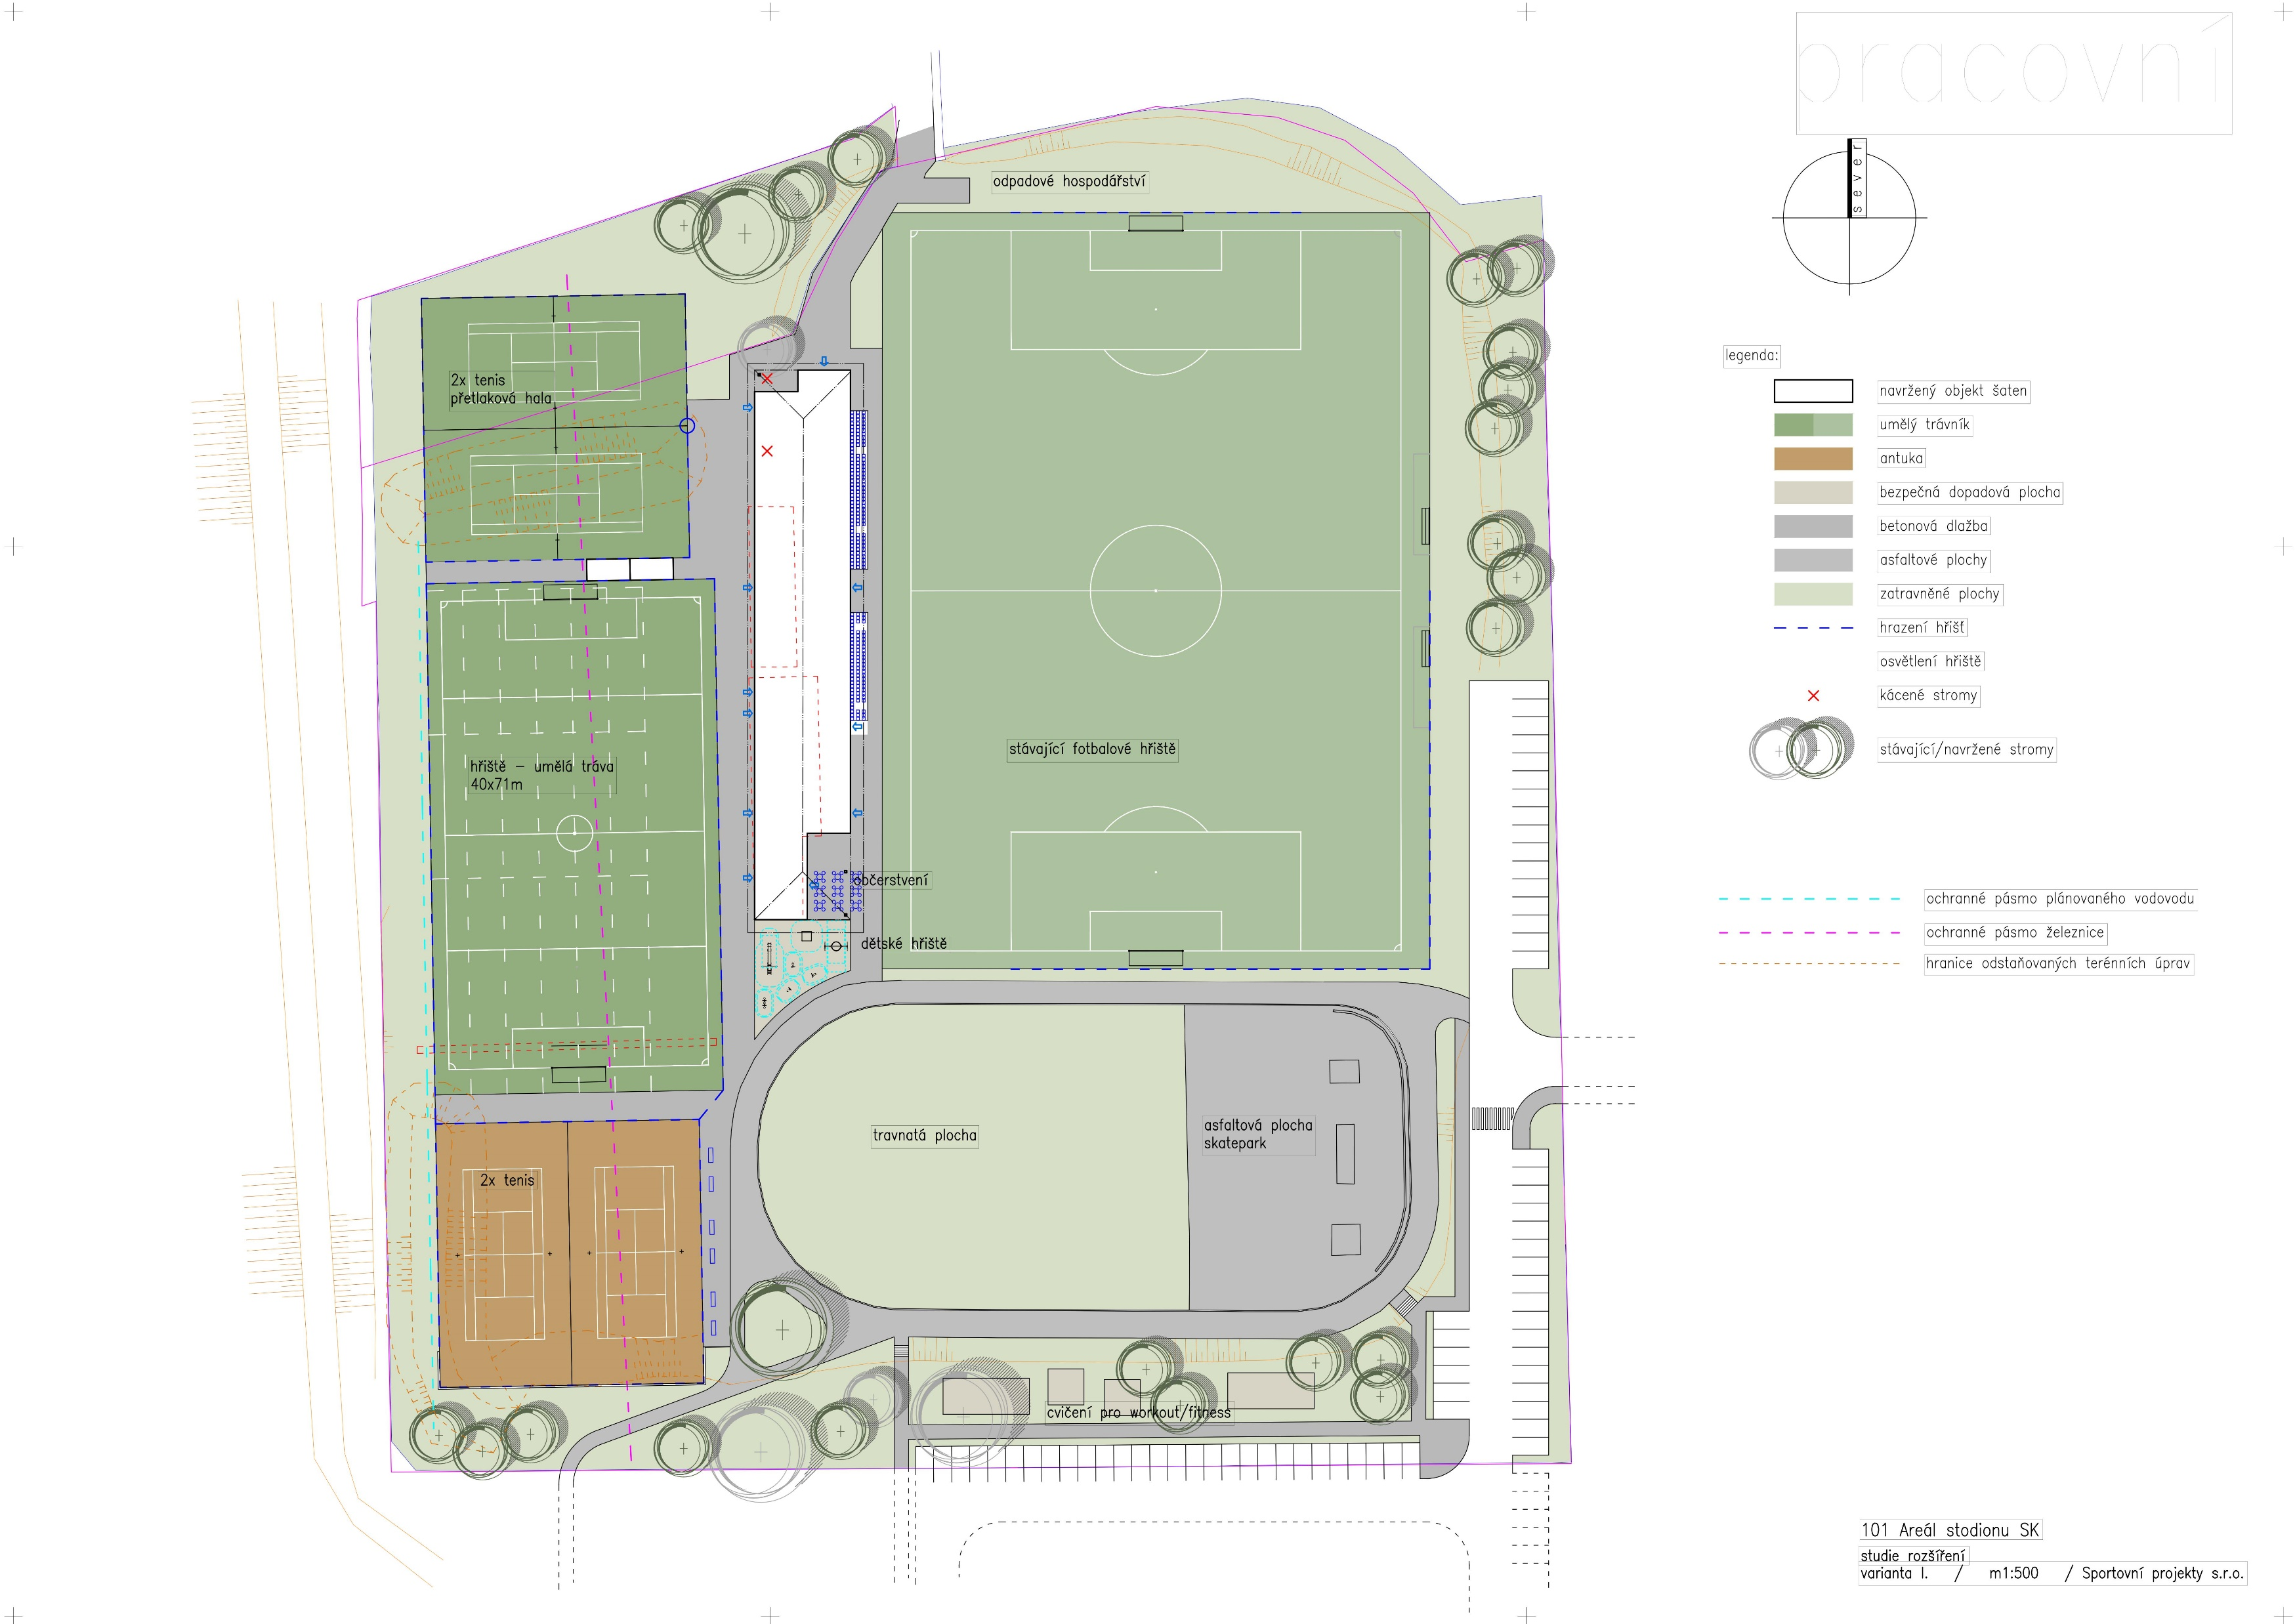 pracovní
sever
odpadové hospodářství
legenda:
navržený objekt šaten
umělý trávník
antuka
bezpečná dopadová plocha
betonová dlažba
asfaltové plochy
zatravněné plochy
hrazení hřišť
osvětlení hřiště
kácené stromy
stávající/navržené stromy
2x tenis
přetlaková hala
stávající fotbalové hřiště
hřiště – umělá tráva
40x71m
občerstvení
dětské hřiště
ochranné pásmo plánovaného vodovodu
ochranné pásmo železnice
hranice odstaňovaných terénních úprav
travnatá plocha
asfaltová plocha
skatepark
2x tenis
cvičení pro workout/fitness
101 Areál stodionu SK
studie rozšíření
varianta I. / m1:500 / Sportovní projekty s.r.o.